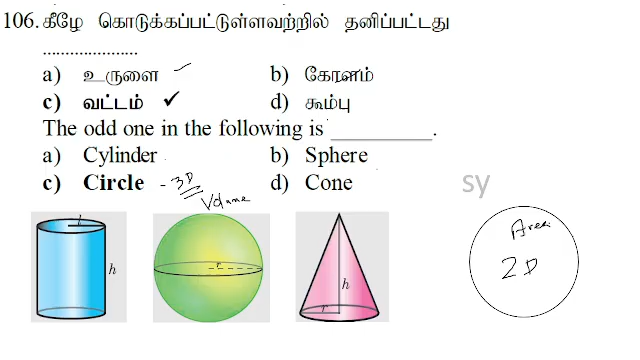 106. கீழே கொடுக்கப்பட்டுள்ளவற்றில் தனிப்பட்டது
...................
a) உருளை b) கோளம்
c) வட்டம் ✓ d) கூம்பு
The odd one in the following is __________.
a) Cylinder b) Sphere
c) Circle - 3D d) Cone
Volume
sy
r
h
r
h
r
Area
2D